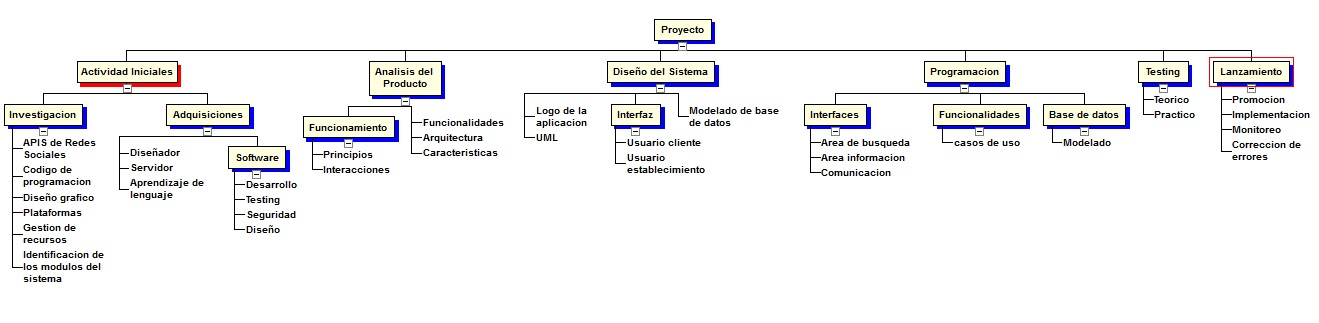 Proyecto
Actividad Iniciales
Analisis del
Producto
Diseño del Sistema
Programacion
Testing
Lanzamiento
Investigacion
APIS de Redes
Sociales
Codigo de
programacion
Diseño grafico
Plataformas
Gestion de
recursos
Identificacion de
los modulos del
sistema
Adquisiciones
Diseñador
Servidor
Aprendizaje de
lenguaje
Software
Desarrollo
Testing
Seguridad
Diseño
Funcionamiento
Principios
Interacciones
Funcionalidades
Arquitectura
Caracteristicas
Logo de la
aplicacion
UML
Interfaz
Usuario cliente
Usuario
establecimiento
Modelado de base
de datos
Interfaces
Area de busqueda
Area informacion
Comunicacion
Funcionalidades
casos de uso
Base de datos
Modelado
Teorico
Practico
Promocion
Implementacion
Monitoreo
Correccion de
errores